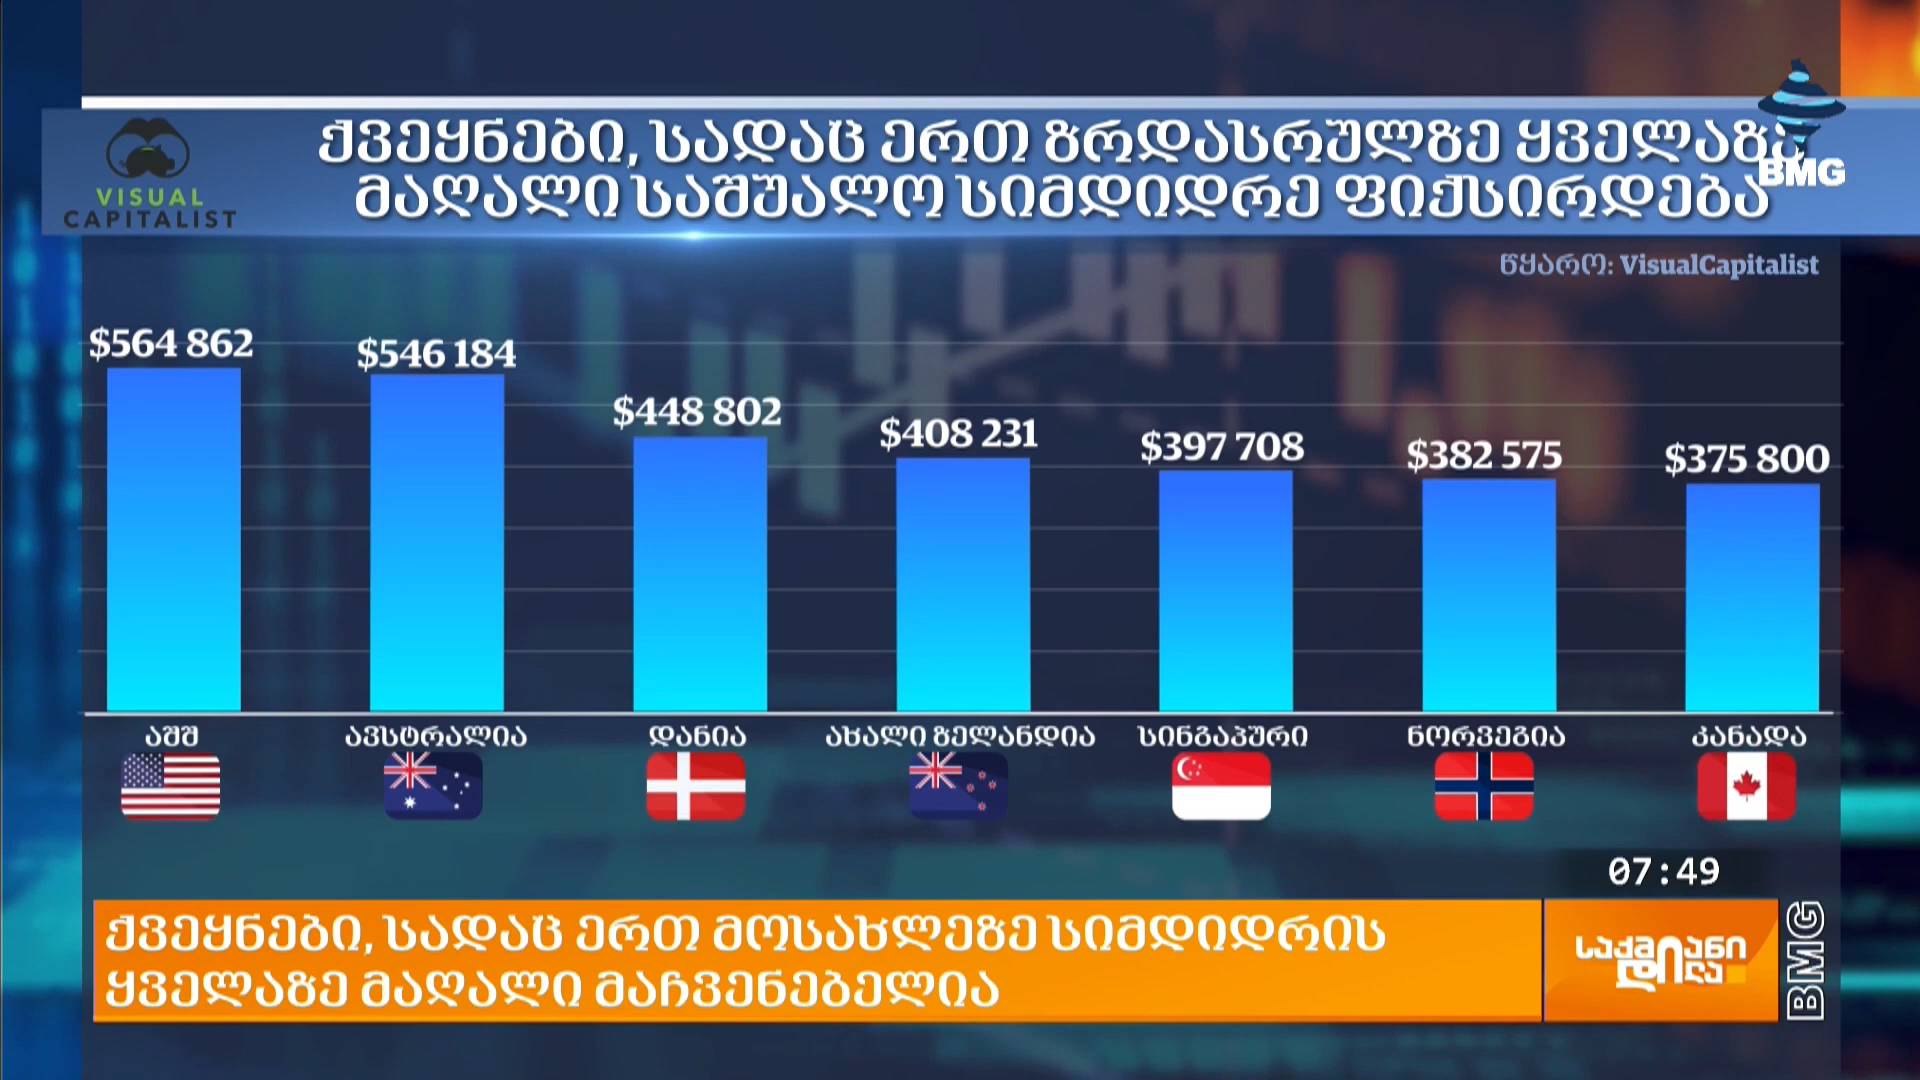 ქვეყნები, სადაც ერთ ზრდასრულზე ყველაზე
მაღალი საშუალო სიმდიდრე ფიქსირდება
VISUAL
CAPITALIST
BMG
წყარო: VisualCapitalist
$564 862
$546 184
$448 802
$408 231
$397 708
$382 575
$375 800
აშშ
ავსტრალია
დანია
ახალი ზელანდია
სინგაპური
ნორვეგია
კანადა
07:49
ქვეყნები, სადაც ერთ მოსახლეზე სიმდიდრის
ყველაზე მაღალი მაჩვენებელია
საქმიანი
დილა
BMG